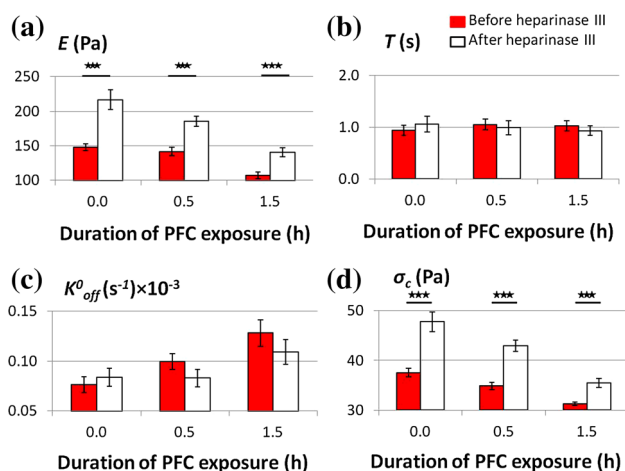 (a) E (Pa)
250
200
150
100
0.0 0.5 1.5
Duration of PFC exposure (h)
★★★ ★★★ ★★★
(b) T (s)
Before heparinase III
After heparinase III
2.0
1.0
0.0
0.0 0.5 1.5
Duration of PFC exposure (h)
(c) K⁰off (s⁻¹)×10⁻³
0.15
0.10
0.05
0.0 0.5 1.5
Duration of PFC exposure (h)
(d) σc (Pa)
★★★ ★★★ ★★★
50
40
30
0.0 0.5 1.5
Duration of PFC exposure (h)